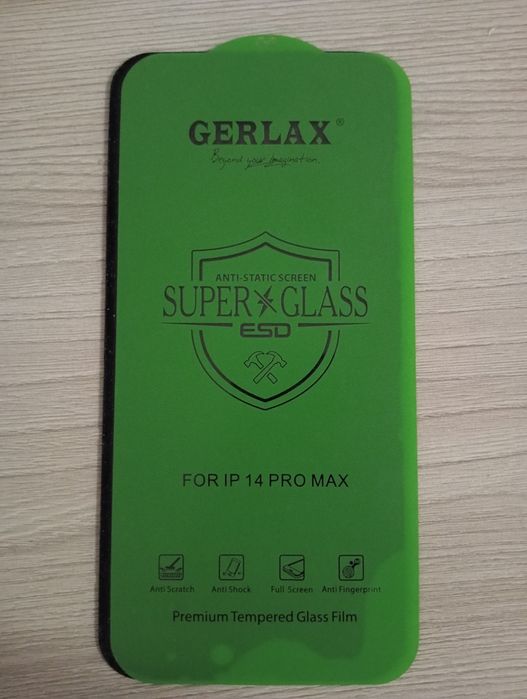 GERLAX®
Beyond your imagination.
ANTI-STATIC SCREEN
SUPER GLASS
ESD
FOR IP 14 PRO MAX
Anti Scratch Anti Shock Full Screen Anti Fingerprint
Premium Tempered Glass Film